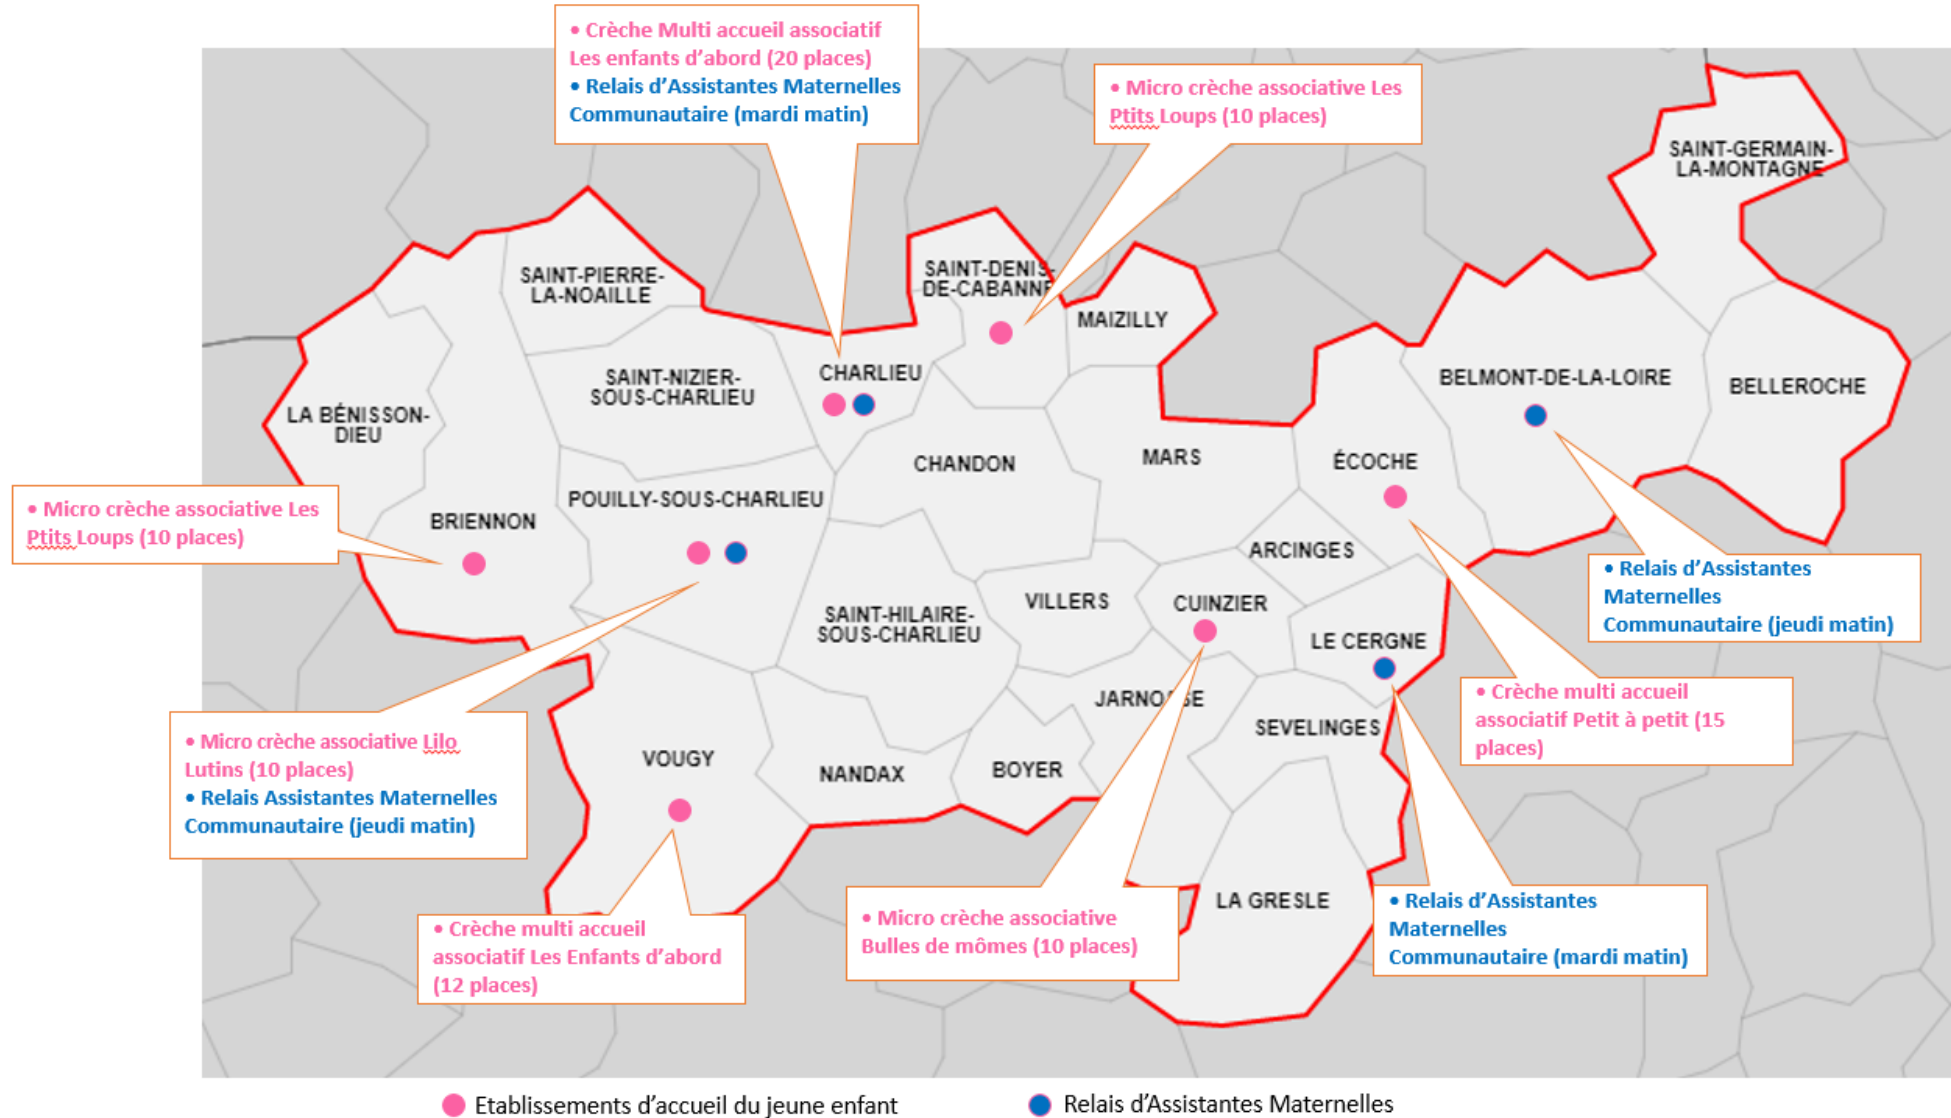 • Crèche Multi accueil associatif
Les enfants d’abord (20 places)
• Relais d’Assistantes Maternelles
Communautaire (mardi matin)
• Micro crèche associative Les
Ptits Loups (10 places)
SAINT-GERMAIN-
LA-MONTAGNE
SAINT-PIERRE-
LA-NOAILLE
SAINT-DENIS-
DE-CABANNE
MAIZILLY
CHARLIEU
SAINT-NIZIER-
SOUS-CHARLIEU
BELMONT-DE-LA-LOIRE
BELLEROCHE
LA BÉNISSON-
DIEU
CHANDON
MARS
ÉCOCHE
POUILLY-SOUS-CHARLIEU
BRIENNON
• Micro crèche associative Les
Ptits Loups (10 places)
ARCINGES
VILLERS
CUINZIER
SAINT-HILAIRE-
SOUS-CHARLIEU
LE CERGNE
• Relais d’Assistantes
Maternelles
Communautaire (jeudi matin)
JARNOSSE
SEVELINGES
• Crèche multi accueil
associatif Petit à petit (15
places)
• Micro crèche associative Lilo
Lutins (10 places)
• Relais Assistantes Maternelles
Communautaire (jeudi matin)
VOUGY
NANDAX
BOYER
LA GRESLE
• Crèche multi accueil
associatif Les Enfants d’abord
(12 places)
• Micro crèche associative
Bulles de mômes (10 places)
• Relais d’Assistantes
Maternelles
Communautaire (mardi matin)
Etablissements d’accueil du jeune enfant
Relais d’Assistantes Maternelles